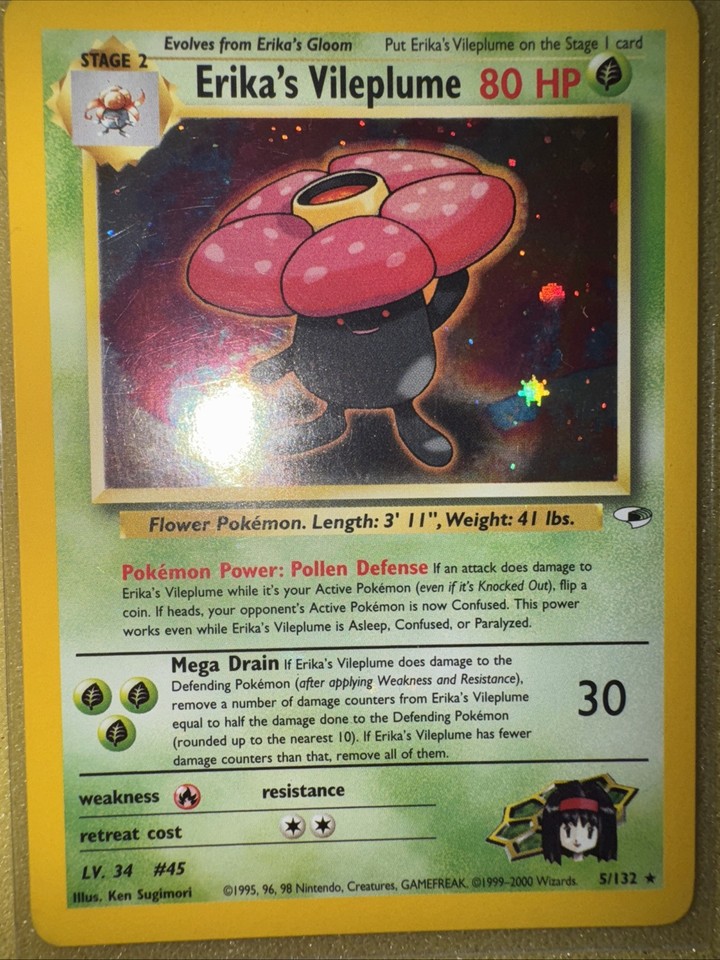 Evolves from Erika's Gloom Put Erika's Vileplume on the Stage 1 card
STAGE 2
Erika's Vileplume 80 HP
Flower Pokémon. Length: 3' 11", Weight: 41 lbs.
Pokémon Power: Pollen Defense If an attack does damage to
Erika's Vileplume while it's your Active Pokémon (even if it's Knocked Out), flip a
coin. If heads, your opponent's Active Pokémon is now Confused. This power
works even while Erika's Vileplume is Asleep, Confused, or Paralyzed.
Mega Drain If Erika's Vileplume does damage to the
Defending Pokémon (after applying Weakness and Resistance),
remove a number of damage counters from Erika's Vileplume
equal to half the damage done to the Defending Pokémon
(rounded up to the nearest 10). If Erika's Vileplume has fewer
damage counters than that, remove all of them.
30
weakness resistance
retreat cost
LV. 34 #45
Illus. Ken Sugimori ©1995, 96, 98 Nintendo, Creatures, GAMEFREAK. ©1999–2000 Wizards. 5/132 ★